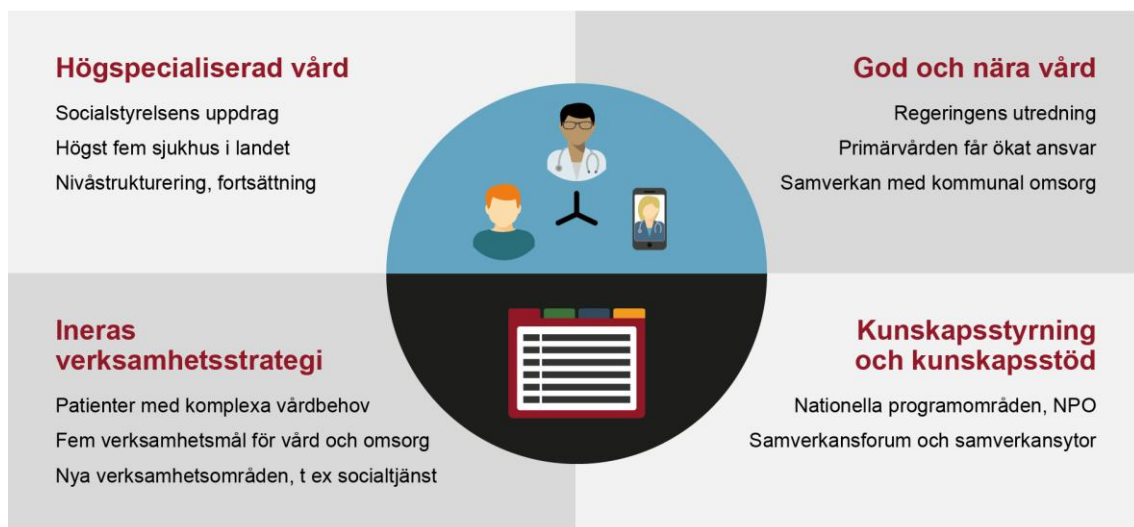 Högspecialiserad vård
Socialstyrelsens uppdrag
Högst fem sjukhus i landet
Nivåstrukturering, fortsättning
God och nära vård
Regeringens utredning
Primärvården får ökat ansvar
Samverkan med kommunal omsorg
Ineras
verksamhetsstrategi
Patienter med komplexa vårdbehov
Fem verksamhetsmål för vård och omsorg
Nya verksamhetsområden, t ex socialtjänst
Kunskapsstyrning
och kunskapsstöd
Nationella programområden, NPO
Samverkansforum och samverkansytor